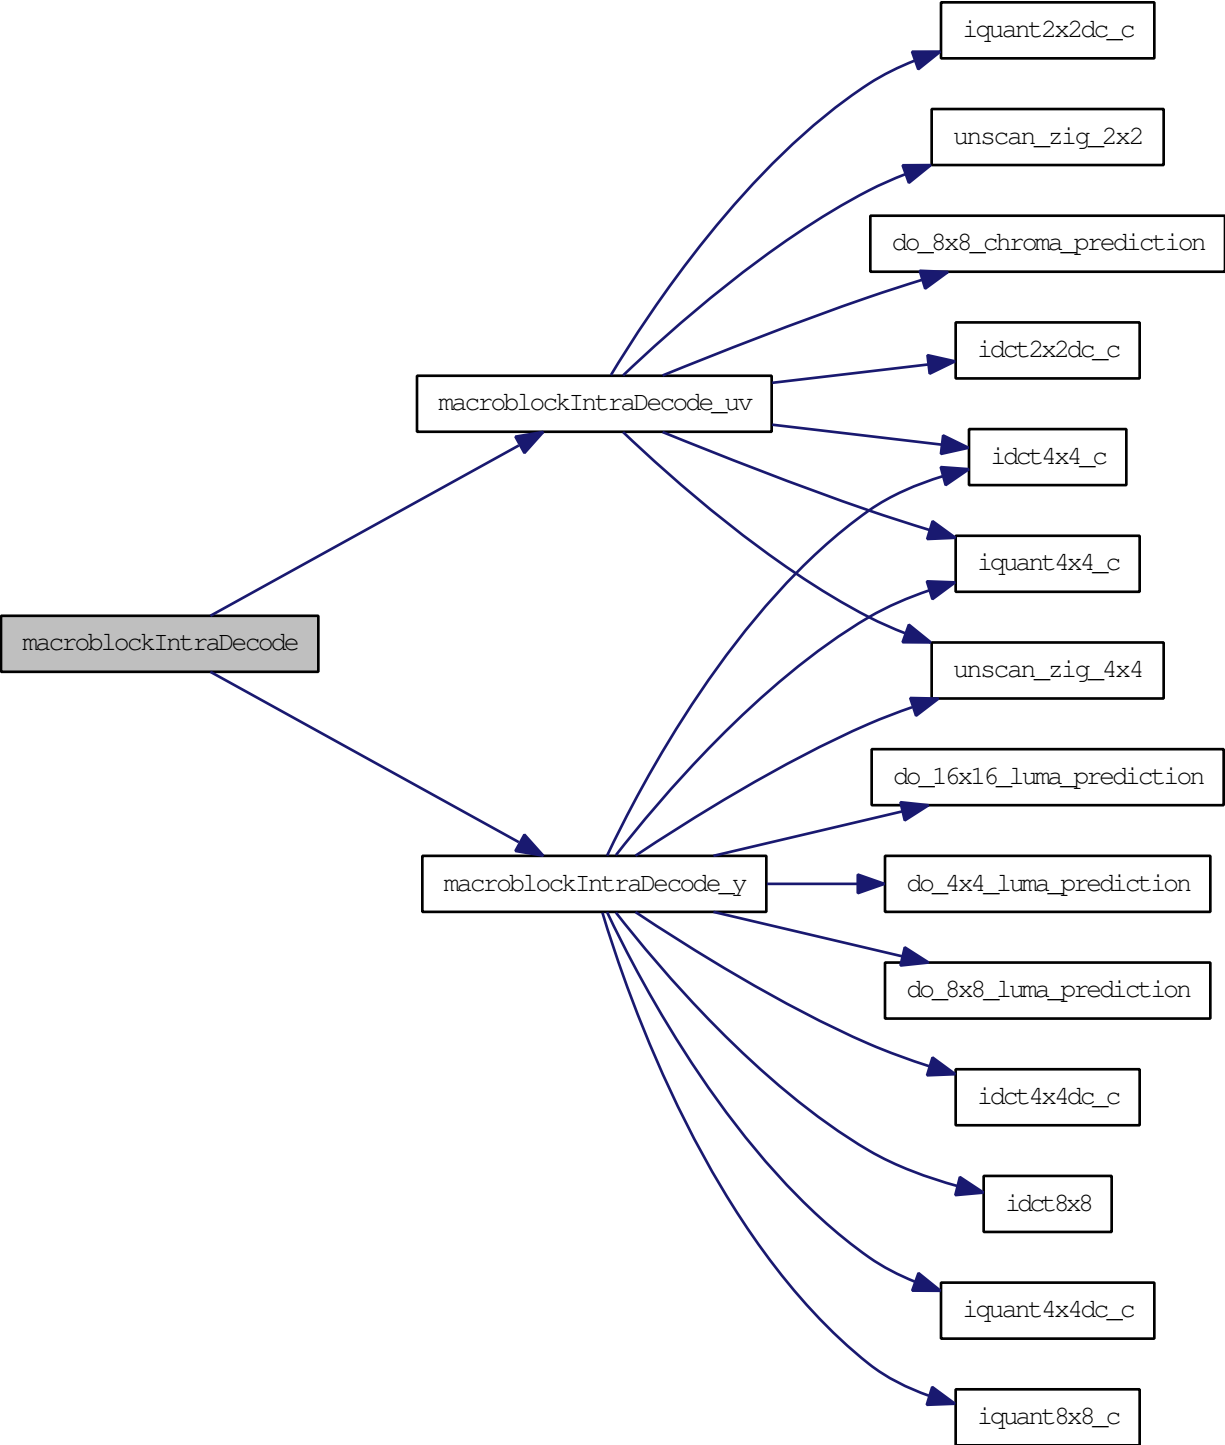 iquant2x2dc_c
unscan_zig_2x2
do_8x8_chroma_prediction
idct2x2dc_c
macroblockIntraDecode_uv
idct4x4_c
iquant4x4_c
macroblockIntraDecode
unscan_zig_4x4
do_16x16_luma_prediction
macroblockIntraDecode_y
do_4x4_luma_prediction
do_8x8_luma_prediction
idct4x4dc_c
idct8x8
iquant4x4dc_c
iquant8x8_c